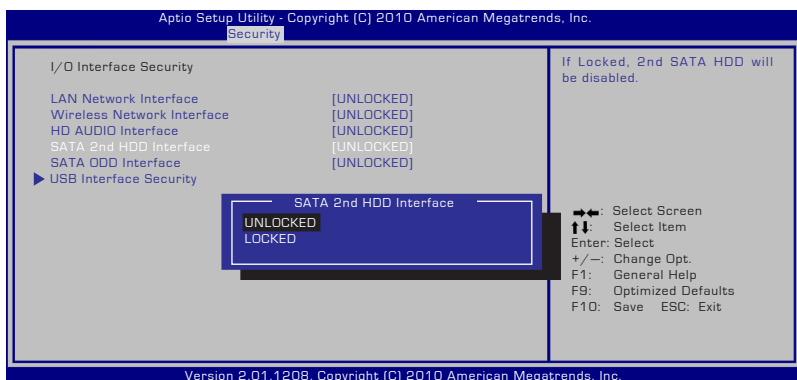 Aptio Setup Utility - Copyright (C) 2010 American Megatrends, Inc.
Security
I/O Interface Security
LAN Network Interface [UNLOCKED]
Wireless Network Interface [UNLOCKED]
HD AUDIO Interface [UNLOCKED]
SATA 2nd HDD Interface [UNLOCKED]
SATA ODD Interface [UNLOCKED]
USB Interface Security
SATA 2nd HDD Interface
UNLOCKED
LOCKED
If Locked, 2nd SATA HDD will
be disabled.
→←: Select Screen
↑↓: Select Item
Enter: Select
+/—: Change Opt.
F1: General Help
F9: Optimized Defaults
F10: Save ESC: Exit
Version 2.01.1208. Copyright (C) 2010 American Megatrends, Inc.